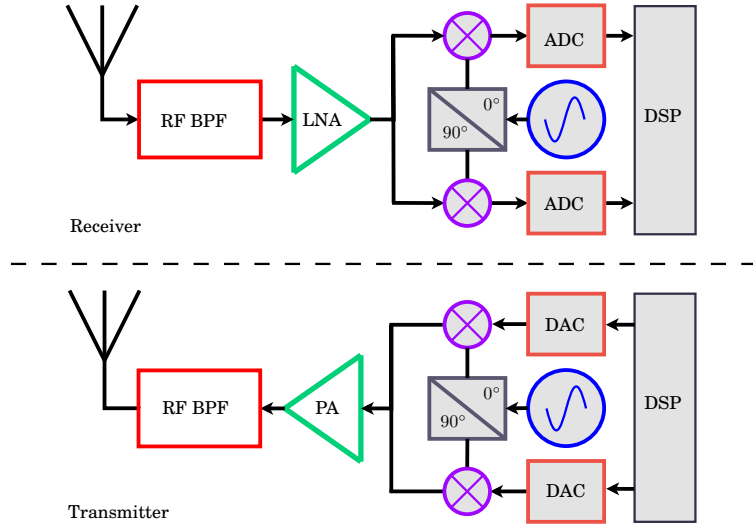 ADC
0°
RF BPF
LNA
DSP
90°
ADC
Receiver
DAC
0°
RF BPF
PA
DSP
90°
DAC
Transmitter